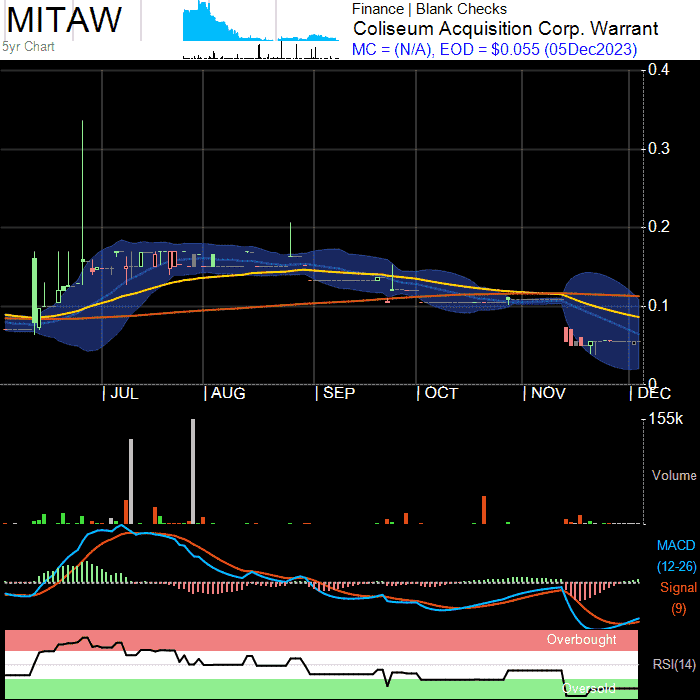 MITAW
5yr Chart
Finance | Blank Checks
Coliseum Acquisition Corp. Warrant
MC = (N/A), EOD = $0.055 (05Dec2023)
0.4
0.3
0.2
0.1
0
JUL AUG SEP OCT NOV DEC
155k
Volume
MACD
(12-26)
Signal
(9)
Overbought
RSI(14)
Oversold